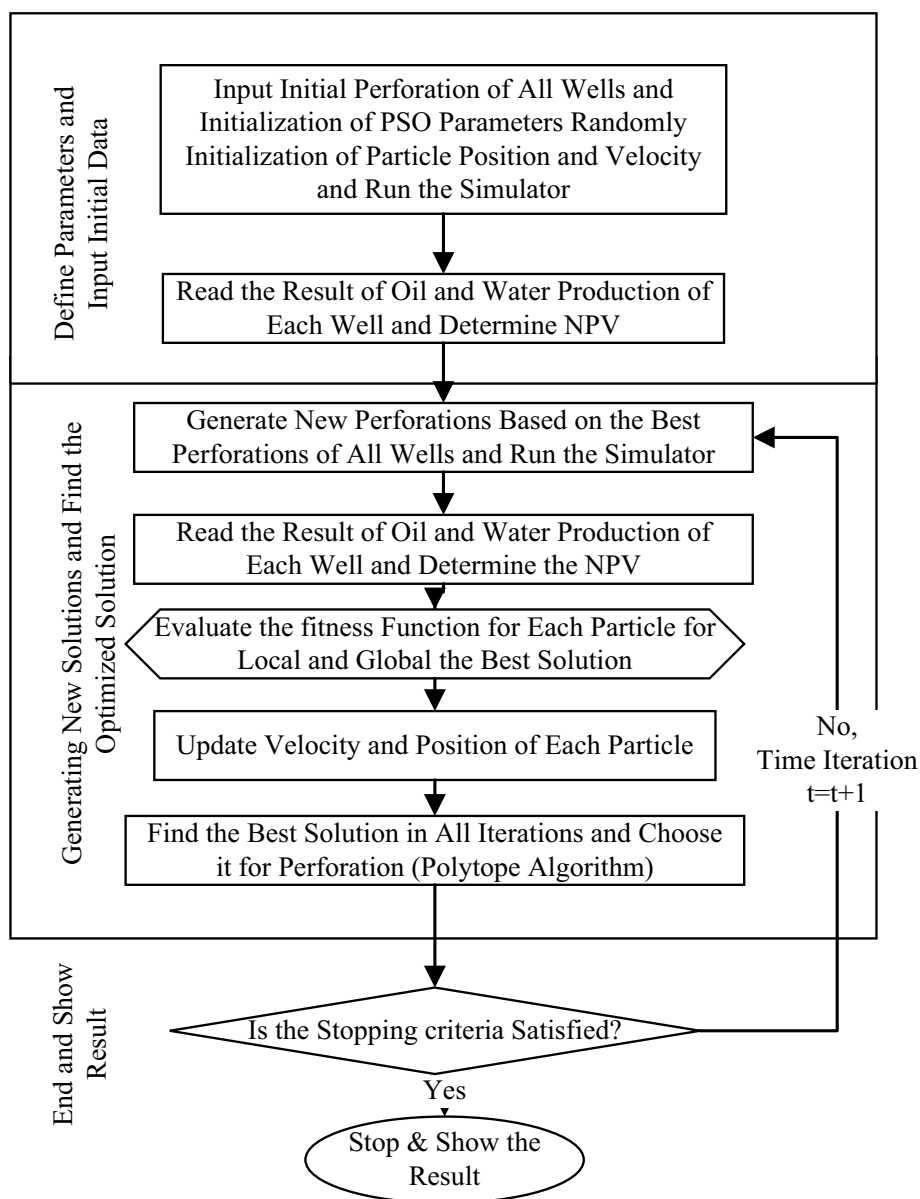 Define Parameters and
Input Initial Data
Input Initial Perforation of All Wells and
Initialization of PSO Parameters Randomly
Initialization of Particle Position and Velocity
and Run the Simulator
Read the Result of Oil and Water Production of
Each Well and Determine NPV
Generating New Solutions and Find the
Optimized Solution
Generate New Perforations Based on the Best
Perforations of All Wells and Run the Simulator
Read the Result of Oil and Water Production of
Each Well and Determine the NPV
Evaluate the fitness Function for Each Particle for
Local and Global the Best Solution
Update Velocity and Position of Each Particle
Find the Best Solution in All Iterations and Choose
it for Perforation (Polytope Algorithm)
No,
Time Iteration
t=t+1
End and Show
Result
Is the Stopping criteria Satisfied?
Yes
Stop & Show the
Result